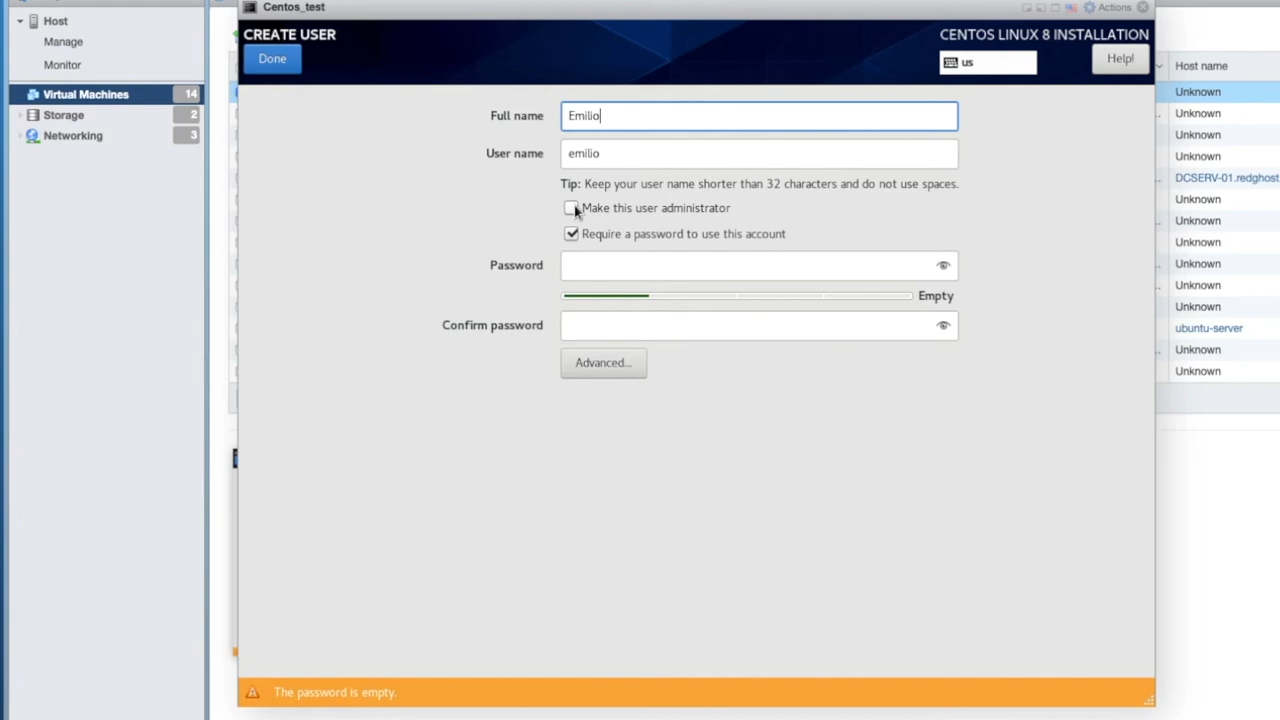 Centos_test
Actions
Host
Manage
Monitor
Virtual Machines 14
Storage 2
Networking 3
CREATE USER
Done
CENTOS LINUX 8 INSTALLATION
us
Help!
Full name Emilio
User name emilio
Tip: Keep your user name shorter than 32 characters and do not use spaces.
Make this user administrator
Require a password to use this account
Password
Empty
Confirm password
Advanced...
The password is empty.
Host name
Unknown
Unknown
Unknown
Unknown
DCSERV-01.redghost.
Unknown
Unknown
Unknown
Unknown
Unknown
Unknown
ubuntu-server
Unknown
Unknown